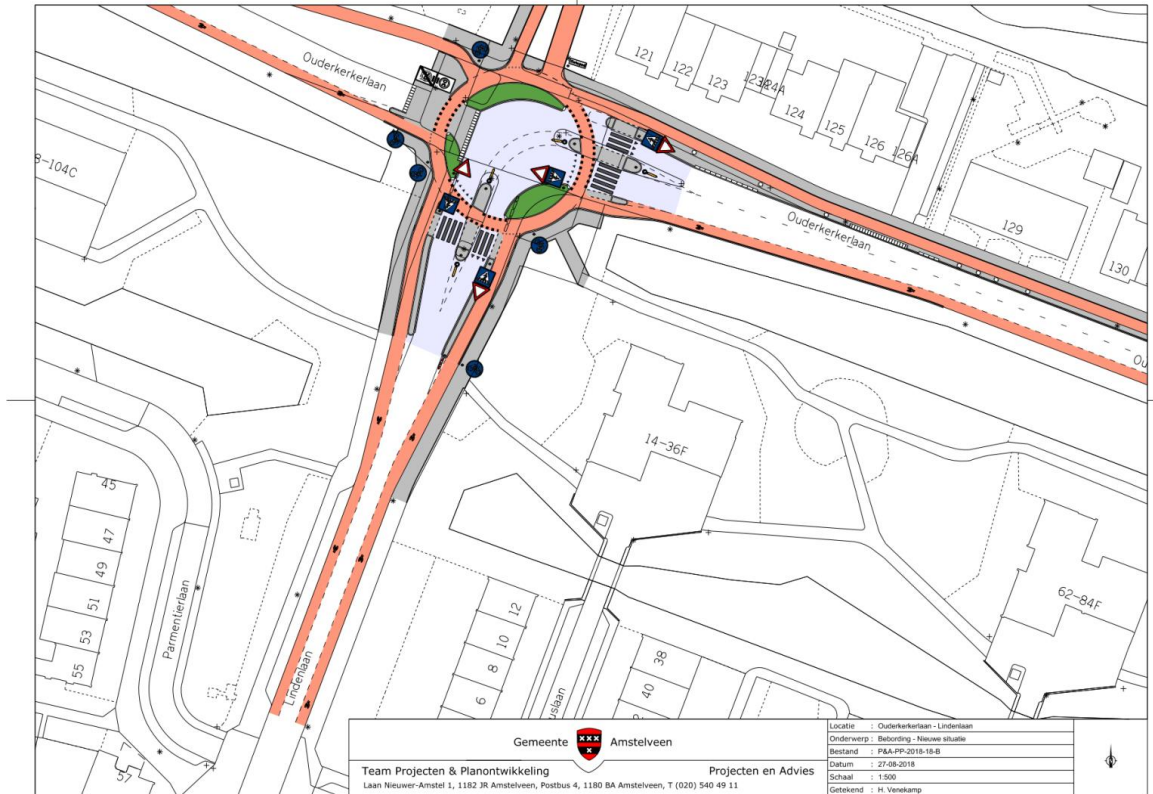 Ouderkerkerlaan
121
122
123
124
125
126
126A
8-104C
Ouderkerkerlaan
129
130
14-36F
62-84F
45
47
49
51
53
55
57
Parmentierlaan
Lindenlaan
12
10
8
6
38
40
uslaan
Gemeente Amstelveen
Team Projecten & Planontwikkeling Projecten en Advies
Laan Nieuwer-Amstel 1, 1182 JR Amstelveen, Postbus 4, 1180 BA Amstelveen, T (020) 540 49 11
Locatie : Ouderkerkerlaan - Lindenlaan
Onderwerp : Bebording - Nieuwe situatie
Bestand : P&A-PP-2018-18-B
Datum : 27-08-2018
Schaal : 1:500
Getekend : H. Venekamp